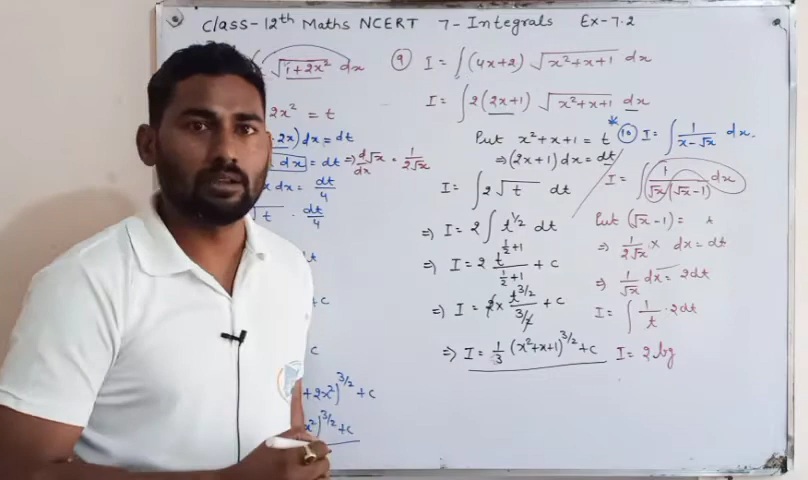 Class-12th Maths NCERT 7-Integrals Ex-7.2
√1+2x² dx
2x² = t
2x) dx = dt
dx = dt ⇒ d√x/dx = 1/2√x
x dx = dt/4
√t · dt/4
dt
+c
c
+2x²)^3/2 + c
x²)^3/2 + c
⑨ I = ∫(4x+2) √x²+x+1 dx
I = ∫2(2x+1) √x²+x+1 dx
Put x²+x+1 = t
⇒(2x+1)dx = dt
I = ∫2√t dt
⇒ I = 2∫t^1/2 dt
⇒ I = 2 t^(1/2+1)/(1/2+1) + c
⇒ I = 2 × t^3/2/(3/2) + c
⇒ I = 1/3 (x²+x+1)^3/2 + c
* ⑩ I = ∫ 1/(x-√x) dx.
I = ∫ 1/(√x(√x-1)) dx
Put (√x-1) = t
⇒ 1/2√x × dx = dt
⇒ 1/√x dx = 2dt
I = ∫ 1/t · 2dt
I = 2 log